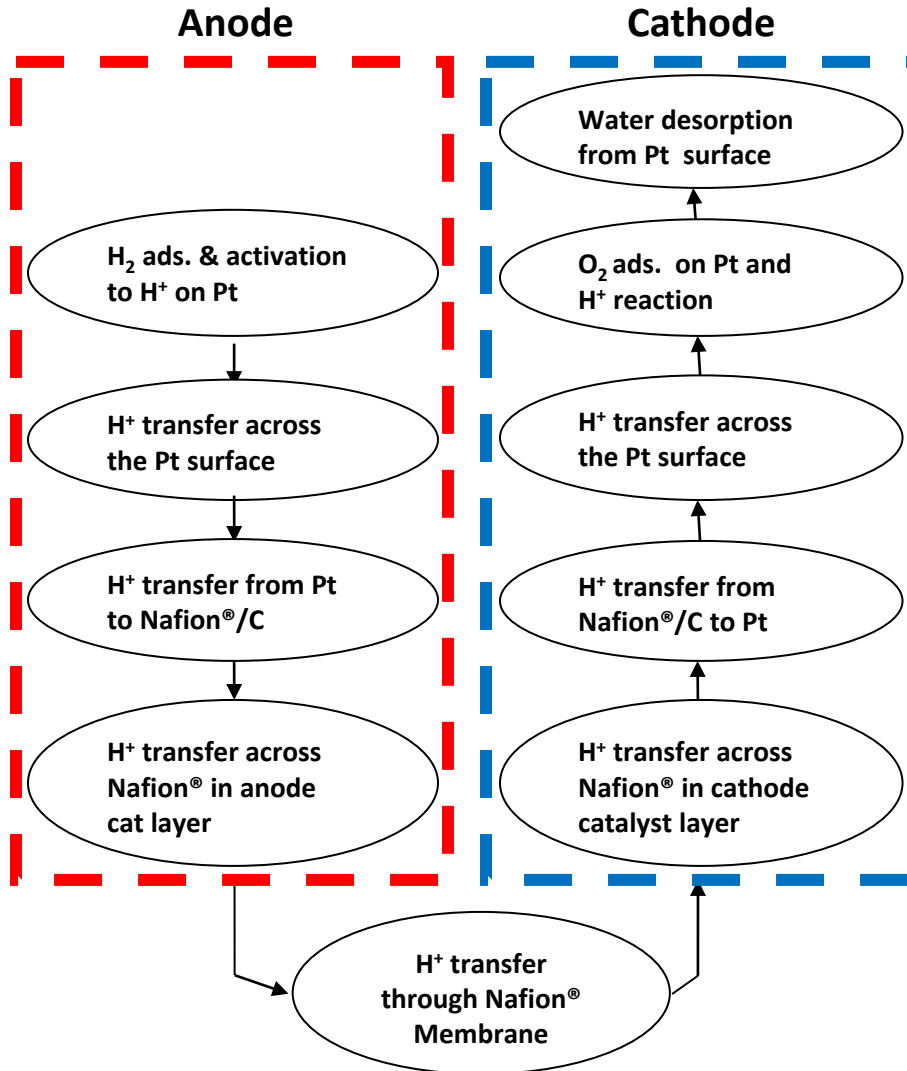 Anode
H₂ ads. & activation
to H⁺ on Pt
H⁺ transfer across
the Pt surface
H⁺ transfer from Pt
to Nafion®/C
H⁺ transfer across
Nafion® in anode
cat layer
H⁺ transfer
through Nafion®
Membrane
Cathode
Water desorption
from Pt surface
O₂ ads. on Pt and
H⁺ reaction
H⁺ transfer across
the Pt surface
H⁺ transfer from
Nafion®/C to Pt
H⁺ transfer across
Nafion® in cathode
catalyst layer